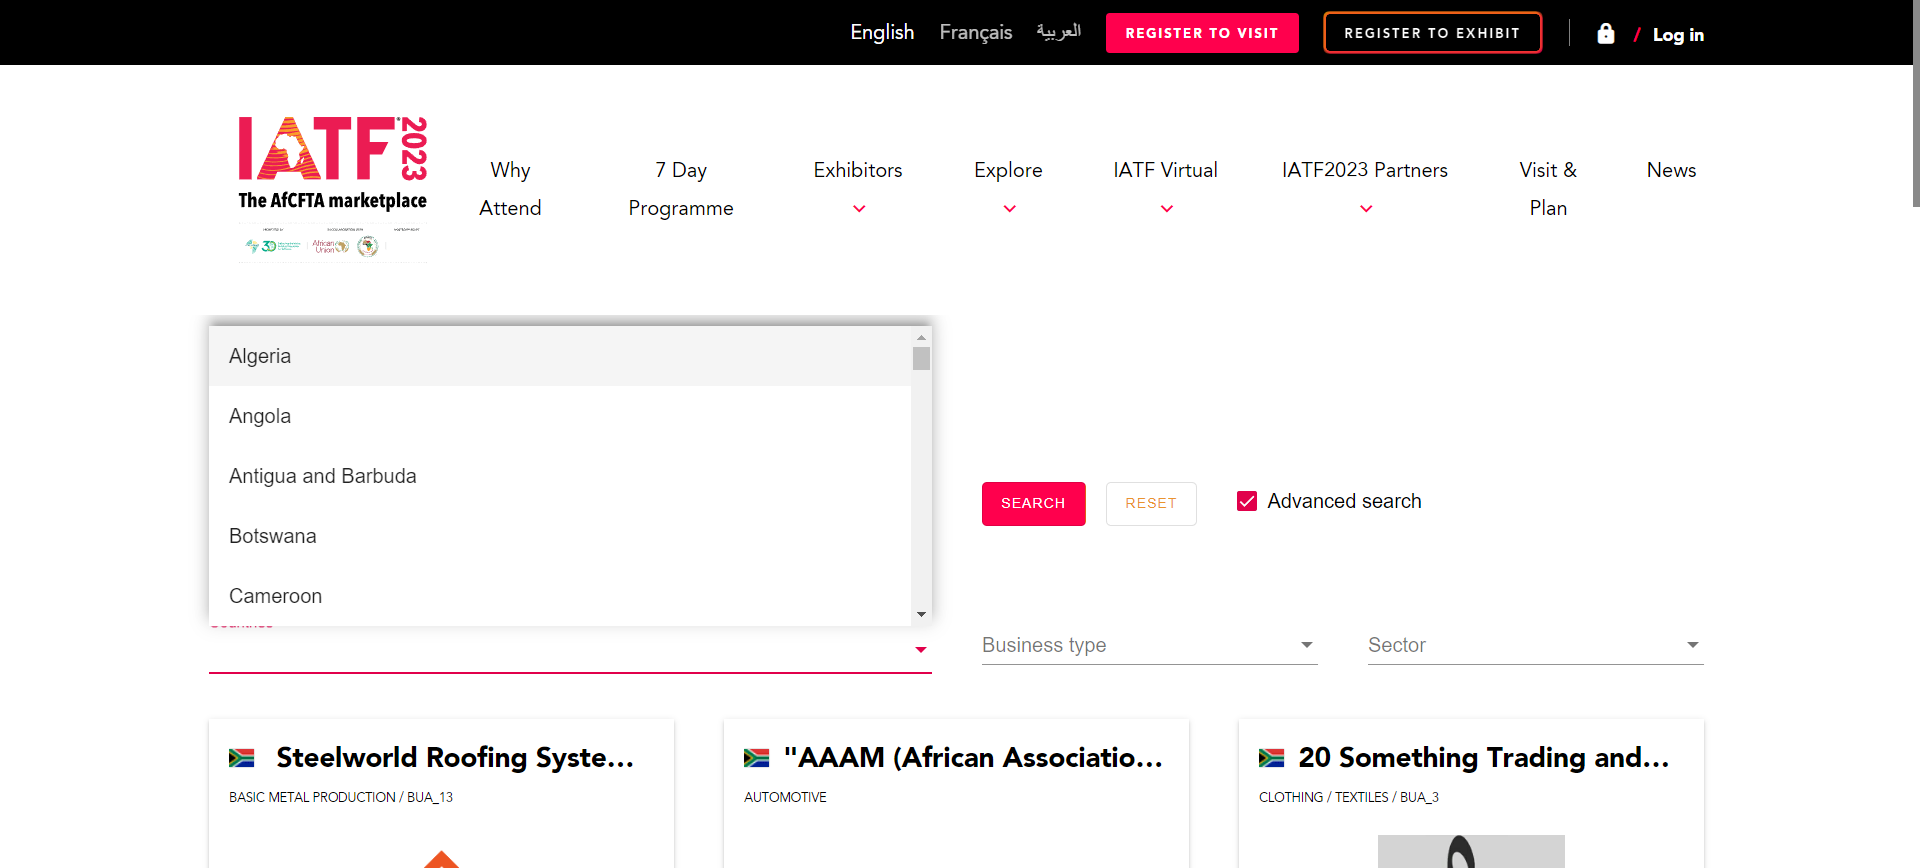 English Français العربية REGISTER TO VISIT REGISTER TO EXHIBIT / Log in
IATF 2023
The AfCFTA marketplace
African Union
Why Attend
7 Day Programme
Exhibitors
Explore
IATF Virtual
IATF2023 Partners
Visit & Plan
News
Algeria
Angola
Antigua and Barbuda
Botswana
Cameroon
SEARCH RESET Advanced search
Business type Sector
Steelworld Roofing Syste...
BASIC METAL PRODUCTION / BUA_13
"AAAM (African Associatio...
AUTOMOTIVE
20 Something Trading and...
CLOTHING / TEXTILES / BUA_3